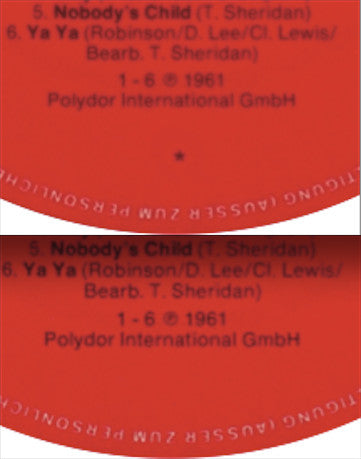 5. Nobody's Child (T. Sheridan)
6. Ya Ya (Robinson/D. Lee/Cl. Lewis/
Bearb. T. Sheridan)
1 - 6 ℗ 1961
Polydor International GmbH
*
TIGUNG (AUSSER ZUM PERSÖNLICHE
5. Nobody's Child (T. Sheridan)
6. Ya Ya (Robinson/D. Lee/Cl. Lewis/
Bearb. T. Sheridan)
1 - 6 ℗ 1961
Polydor International GmbH
TIGUNG (AUSSER ZUM PERSÖNLICH